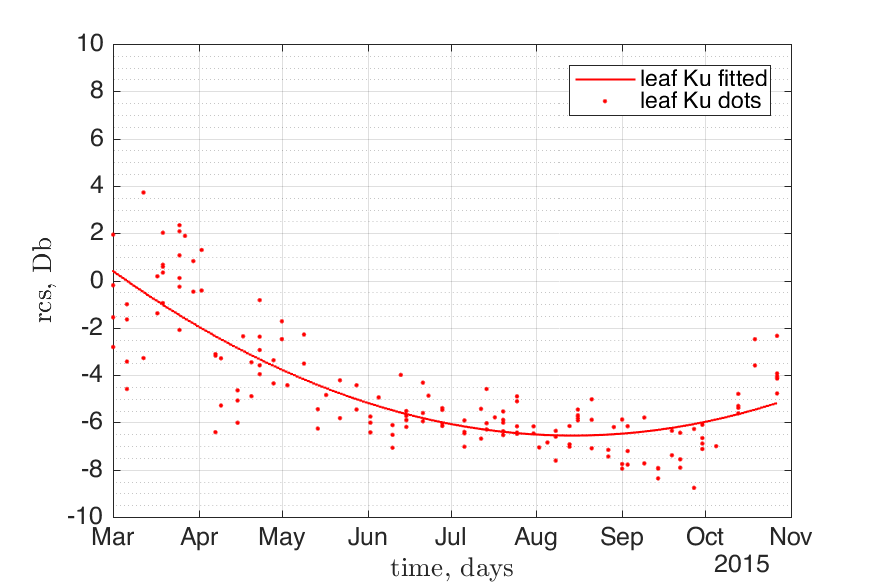 10
8
6
4
2
0
-2
-4
-6
-8
-10
rcs, Db
leaf Ku fitted
leaf Ku dots
Mar Apr May Jun Jul Aug Sep Oct Nov
2015
time, days